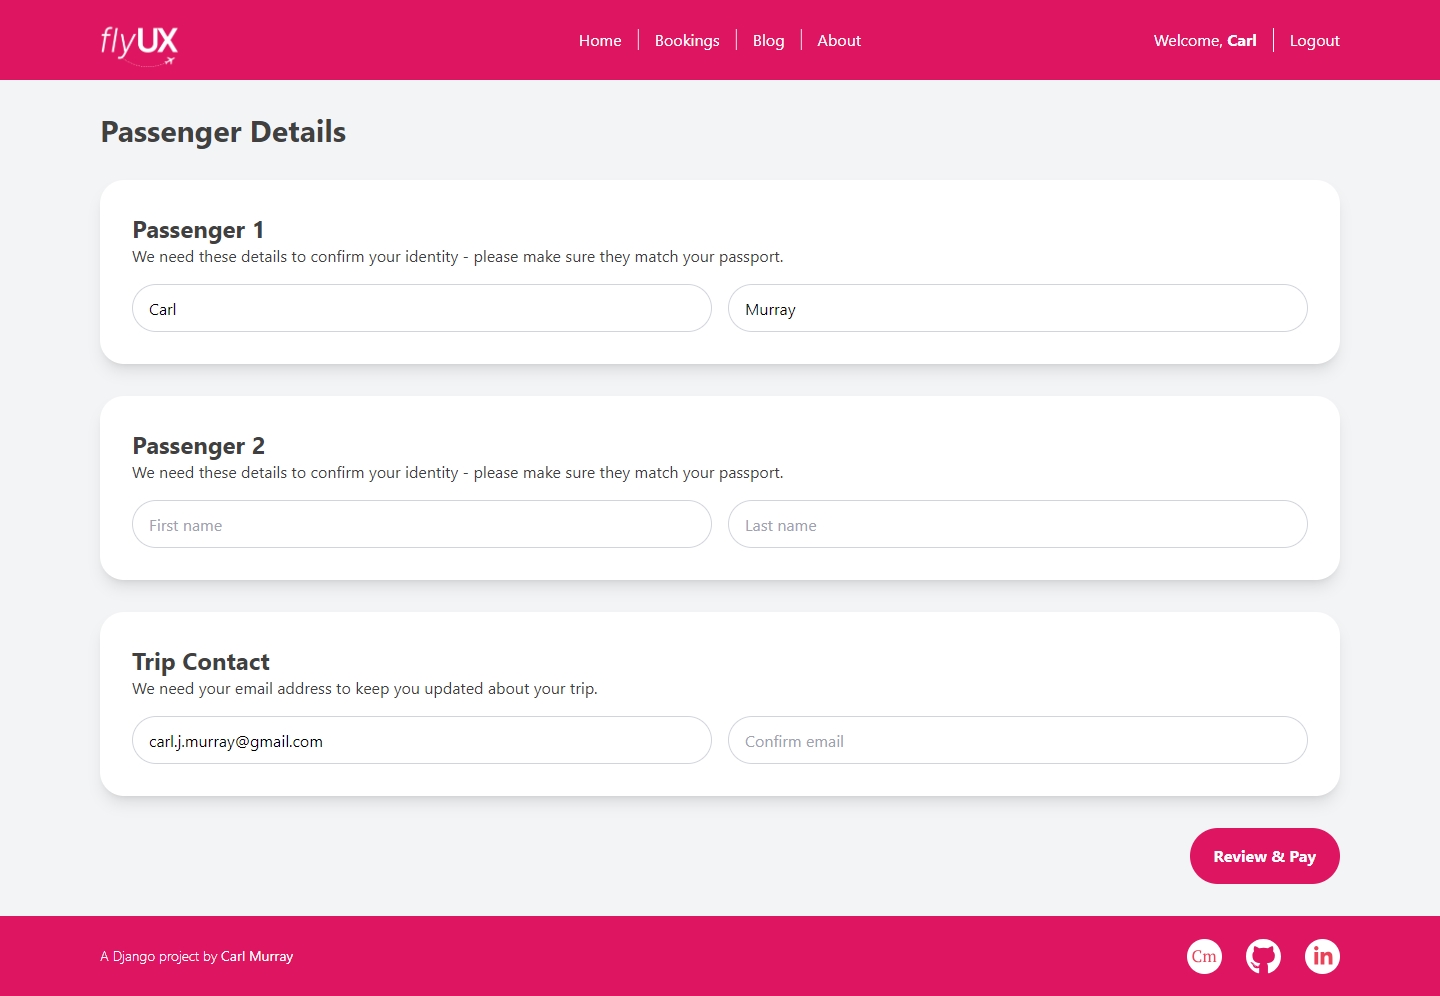 flyUX
Home
Bookings
Blog
About
Welcome, Carl
Logout
Passenger Details
Passenger 1
We need these details to confirm your identity - please make sure they match your passport.
Carl
Murray
Passenger 2
We need these details to confirm your identity - please make sure they match your passport.
First name
Last name
Trip Contact
We need your email address to keep you updated about your trip.
carl.j.murray@gmail.com
Confirm email
Review & Pay
A Django project by Carl Murray
Cm
in